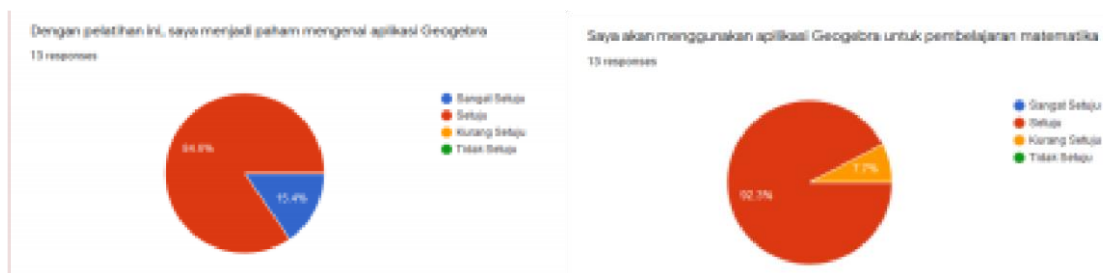 Dengan pelatihan ini, saya menjadi paham mengenai aplikasi Geogebra
13 responses
Sangat Setuju
Setuju
Kurang Setuju
Tidak Setuju
84.6%
15.4%
Saya akan menggunakan aplikasi Geogebra untuk pembelajaran matematika
13 responses
Sangat Setuju
Setuju
Kurang Setuju
Tidak Setuju
7.7%
92.3%